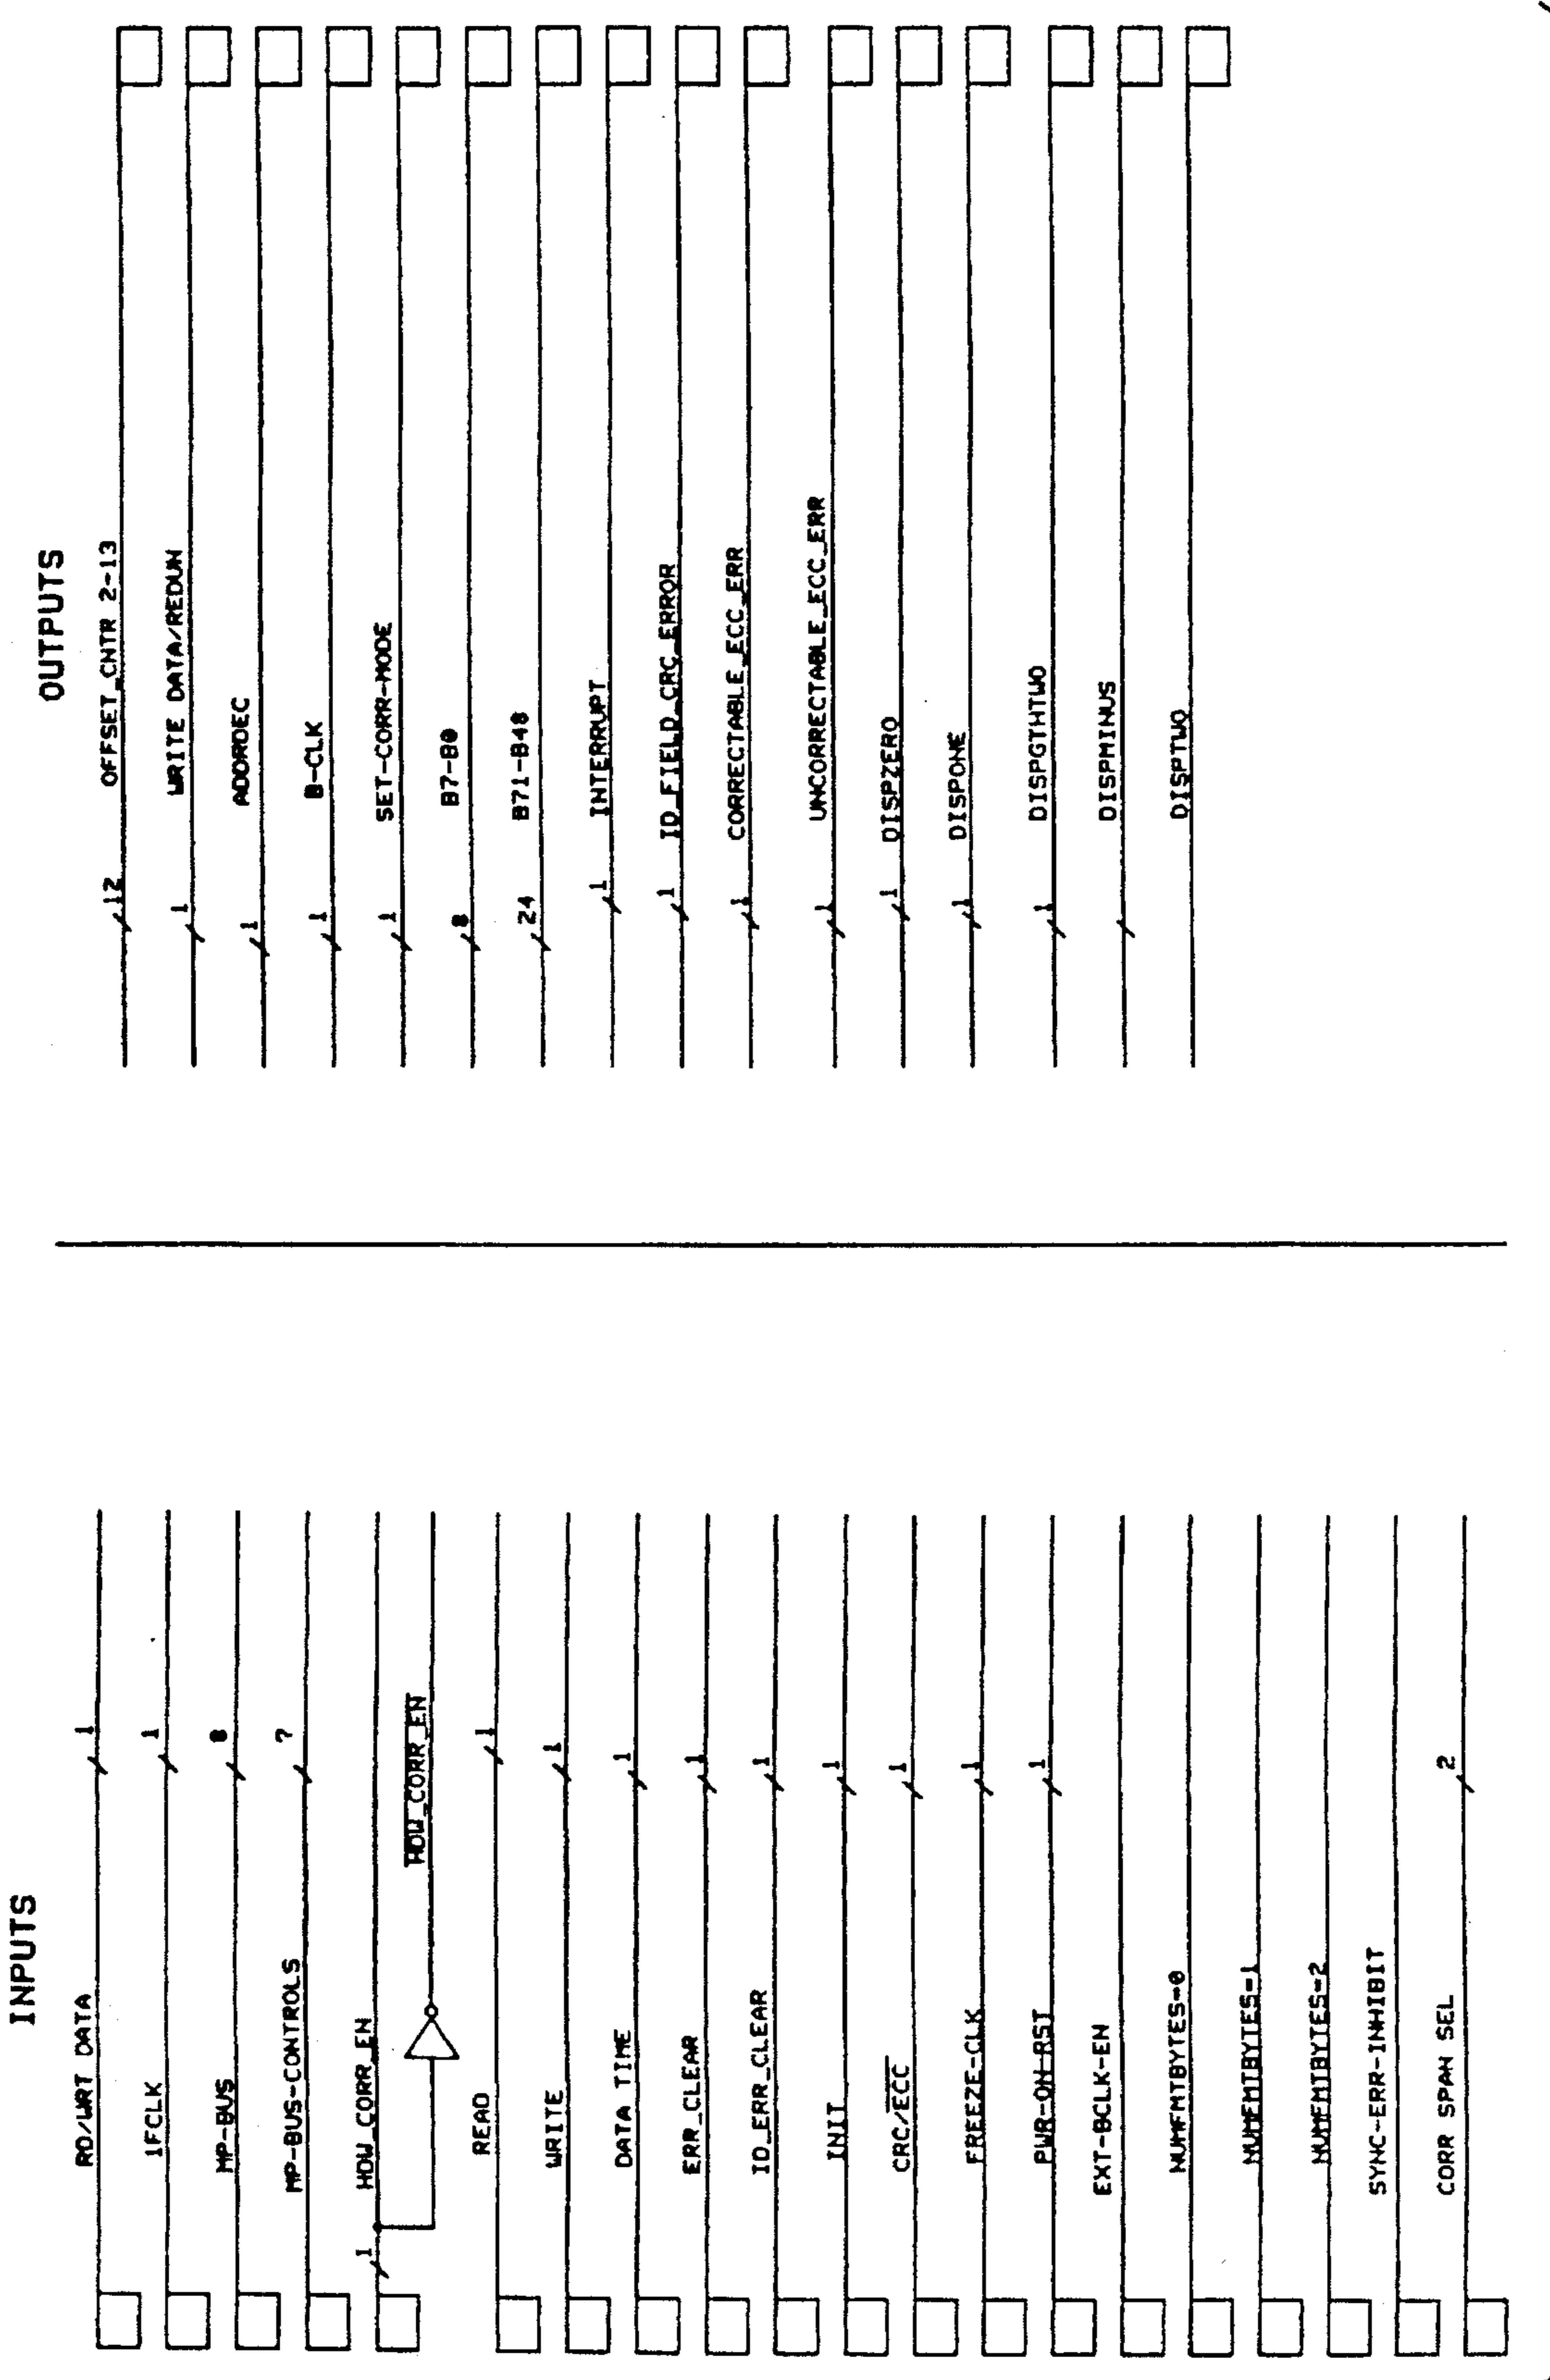 INPUTS
RD/WRT DATA 1
1FCLK 1
MP-BUS 8
MP-BUS-CONTROLS 7
1 HDW_CORR_EN
HDW_CORR_EN
READ 1
WRITE 1
DATA TIME 1
ERR_CLEAR 1
ID_ERR_CLEAR 1
INIT 1
CRC/ECC 1
FREEZE-CLK 1
PWR-ON-RST 1
EXT-BCLK-EN
NUMFMTBYTES=0
NUMFMTBYTES=1
NUMFMTBYTES=2
SYNC-ERR-INHIBIT
CORR SPAN SEL 2
OUTPUTS
12 OFFSET_CNTR 2-13
1 WRITE DATA/REDUN
1 ADDRDEC
1 B-CLK
1 SET-CORR-MODE
8 B7-B0
24 B71-B48
1 INTERRUPT
1 ID_FIELD_CRC_ERROR
1 CORRECTABLE_ECC_ERR
1 UNCORRECTABLE_ECC_ERR
1 DISPZERO
1 DISPONE
1 DISPGTHTWO
DISPMINUS
DISPTWO